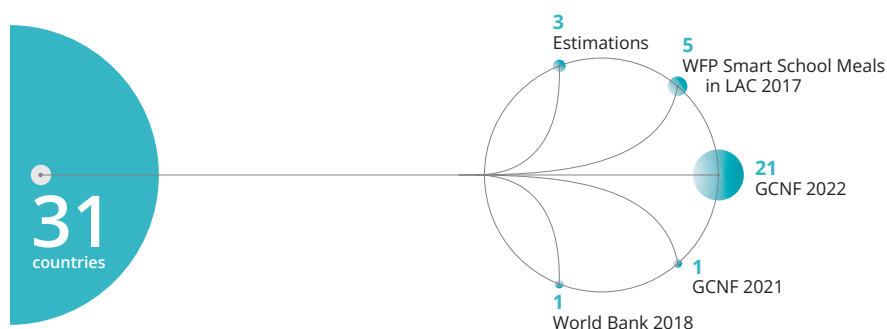 31
countries
3
Estimations
5
WFP Smart School Meals
in LAC 2017
21
GCNF 2022
1
GCNF 2021
1
World Bank 2018